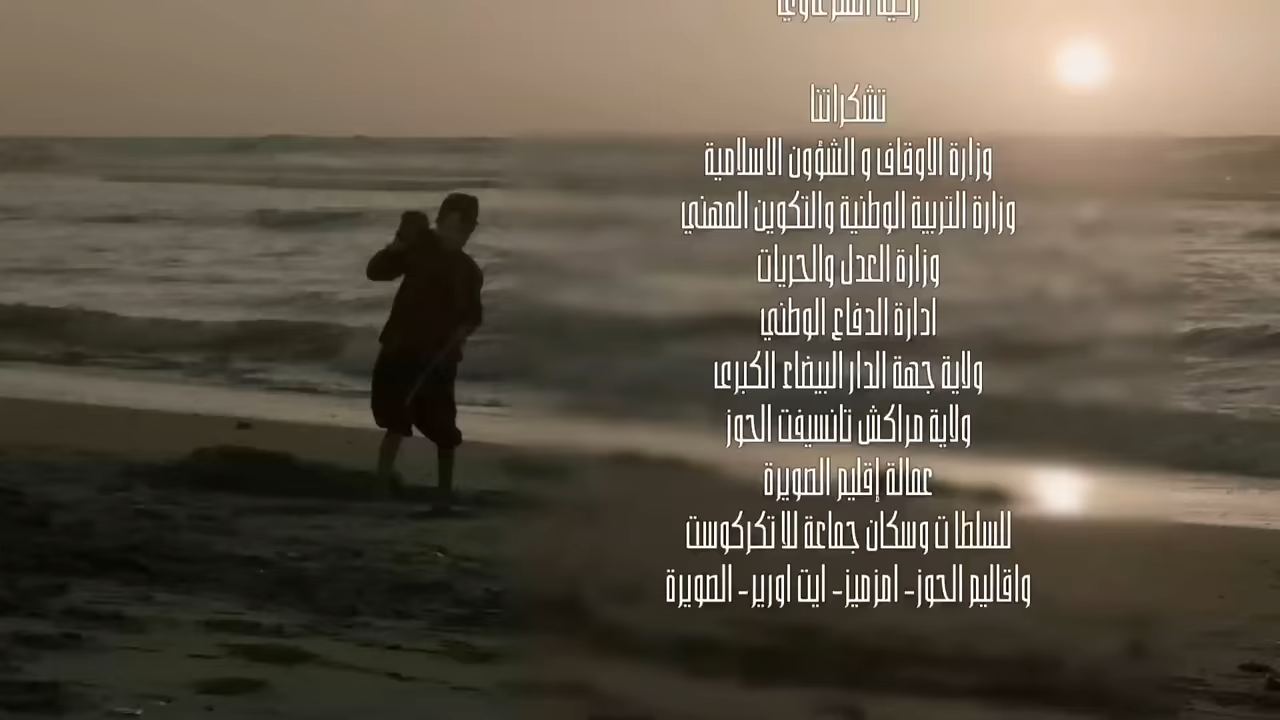 تشكراتنا
وزارة الاوقاف و الشؤون الاسلامية
وزارة التربية الوطنية والتكوين المهني
وزارة العدل والحريات
ادارة الدفاع الوطني
ولاية جهة الدار البيضاء الكبرى
ولاية مراكش تانسيفت الحوز
عمالة إقليم الصويرة
للسلطا ت وسكان جماعة للا تكركوست
واقاليم الحوز- امزميز- ايت اورير- الصويرة